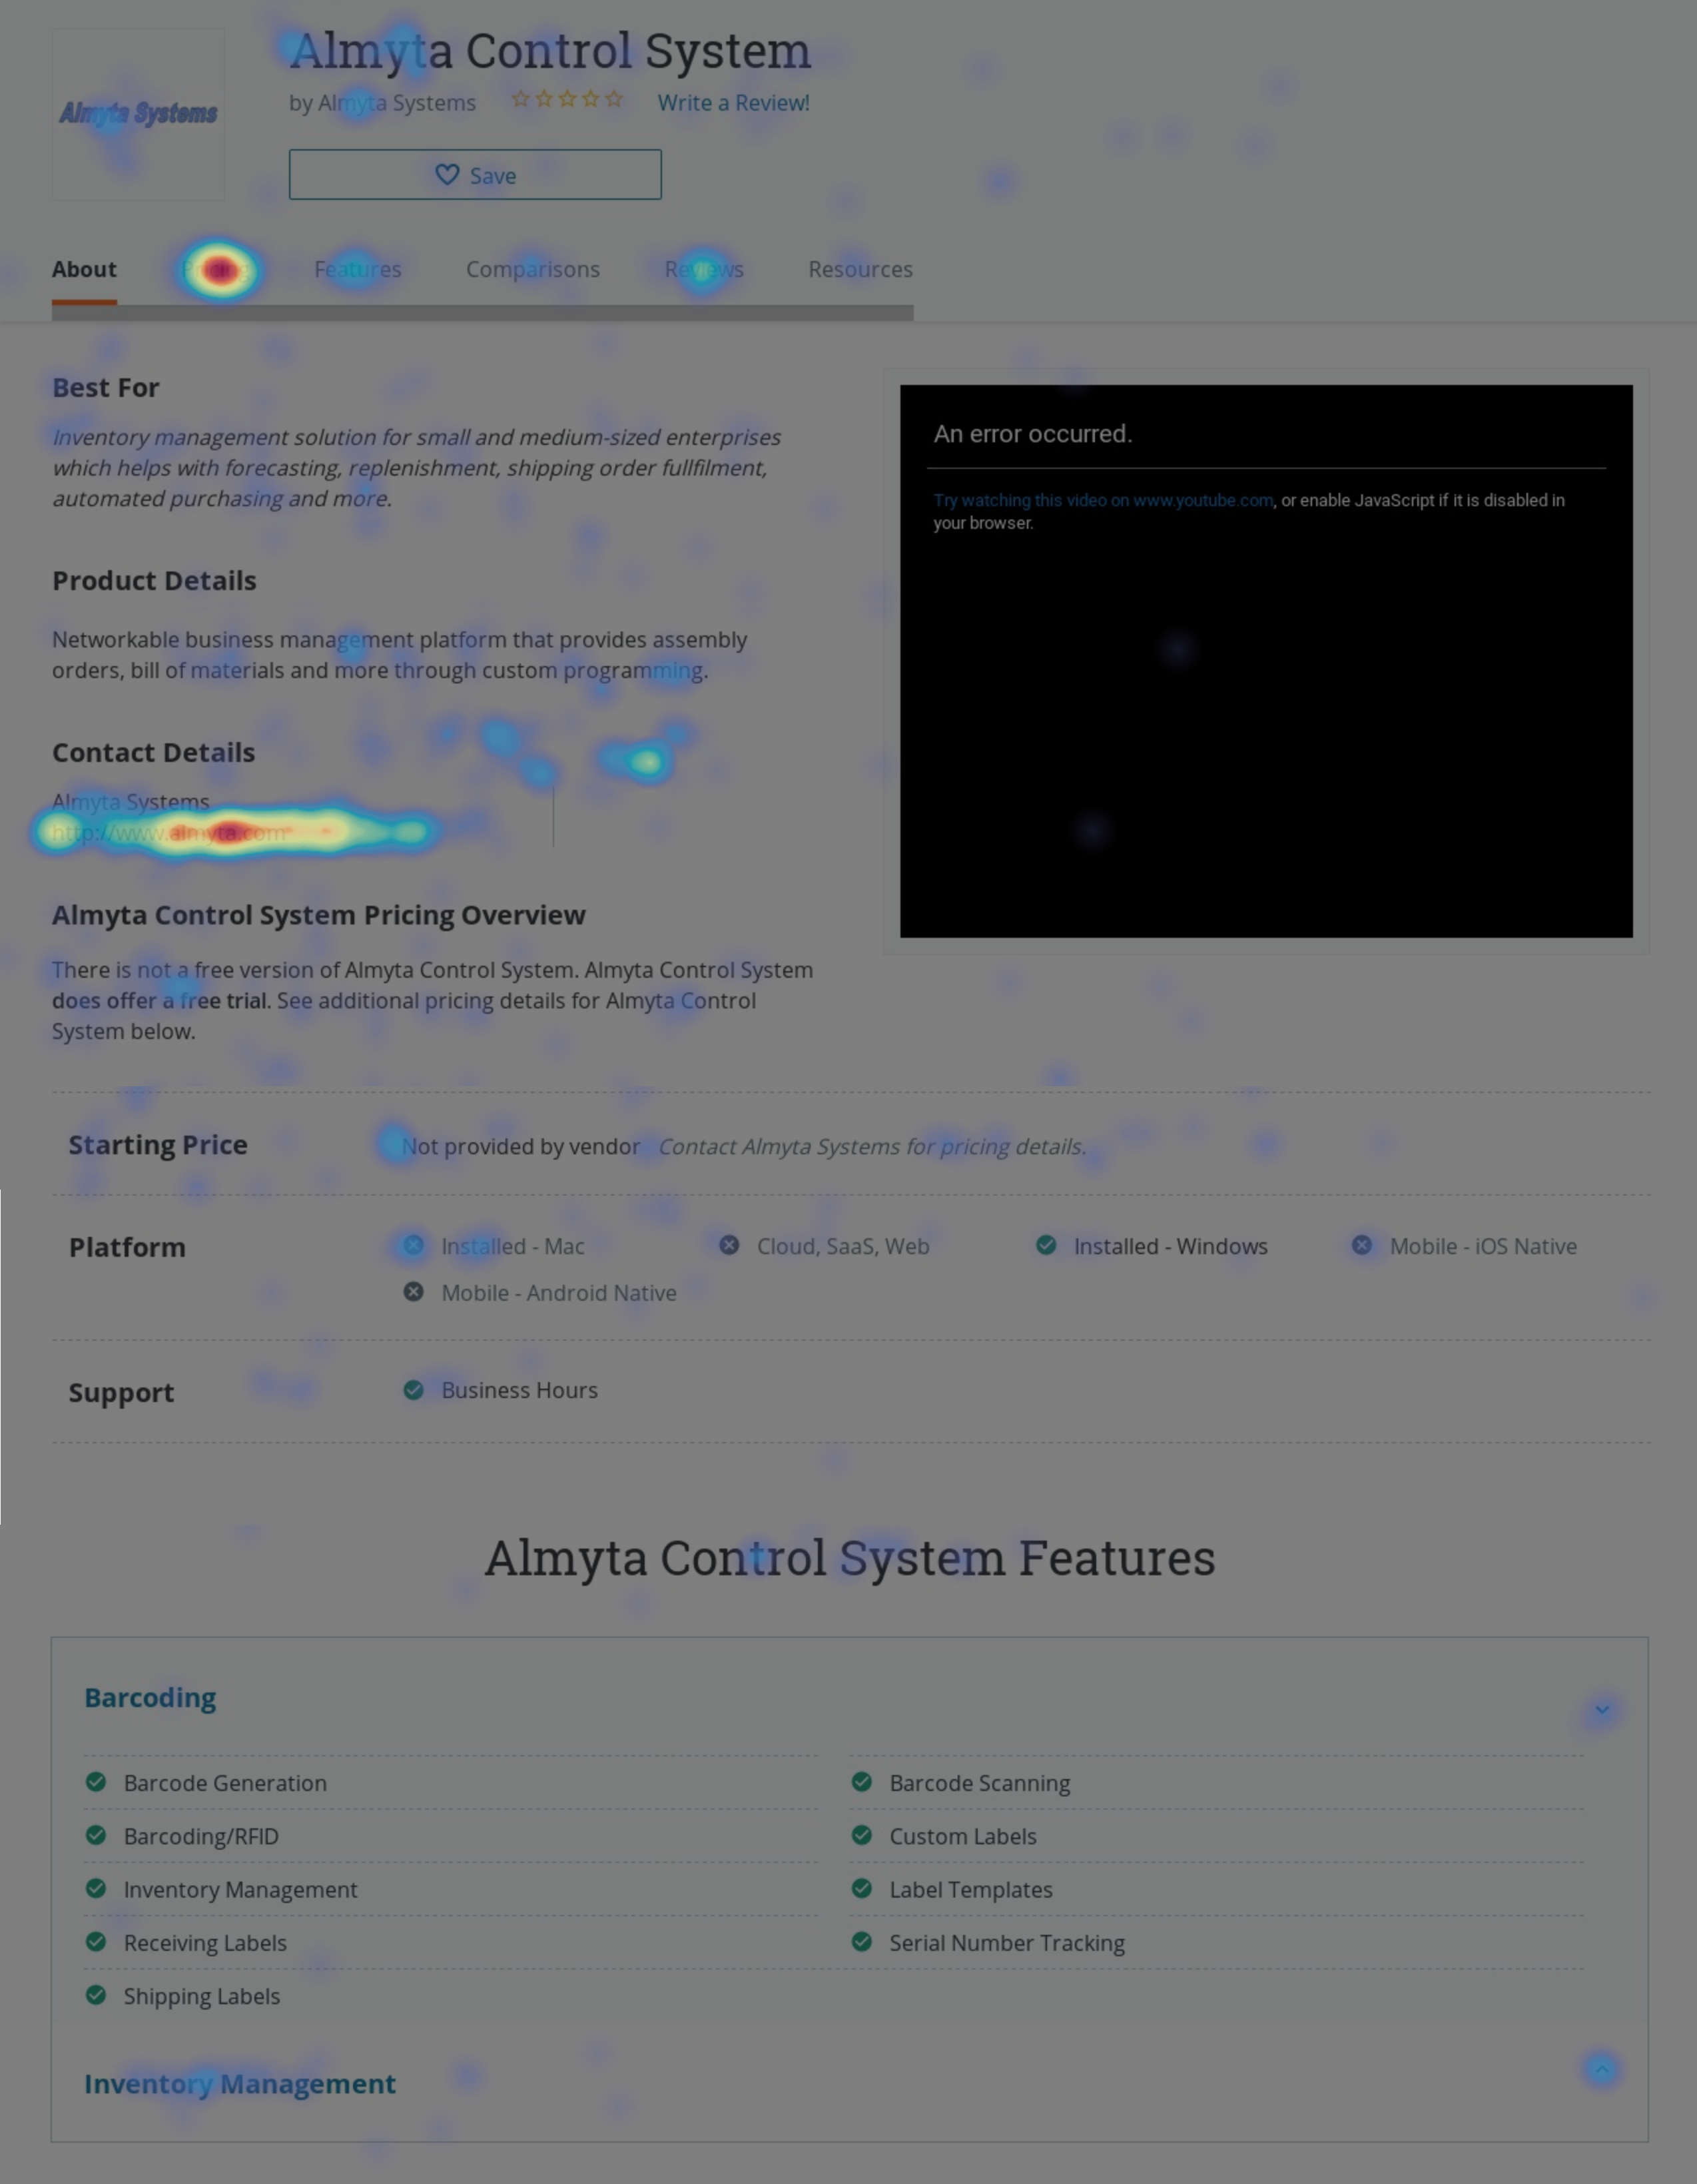 Almyta Control System
Almyta Systems
by Almyta Systems ☆☆☆☆☆ Write a Review!
Save
About Pricing Features Comparisons Reviews Resources
Best For
Inventory management solution for small and medium-sized enterprises
which helps with forecasting, replenishment, shipping order fullfilment,
automated purchasing and more.
An error occurred.
Try watching this video on www.youtube.com, or enable JavaScript if it is disabled in
your browser.
Product Details
Networkable business management platform that provides assembly
orders, bill of materials and more through custom programming.
Contact Details
Almyta Systems
http://www.almyta.com
Almyta Control System Pricing Overview
There is not a free version of Almyta Control System. Almyta Control System
does offer a free trial. See additional pricing details for Almyta Control
System below.
Starting Price Not provided by vendor Contact Almyta Systems for pricing details.
Platform Installed - Mac Cloud, SaaS, Web Installed - Windows Mobile - iOS Native
Mobile - Android Native
Support Business Hours
Almyta Control System Features
Barcoding
Barcode Generation Barcode Scanning
Barcoding/RFID Custom Labels
Inventory Management Label Templates
Receiving Labels Serial Number Tracking
Shipping Labels
Inventory Management